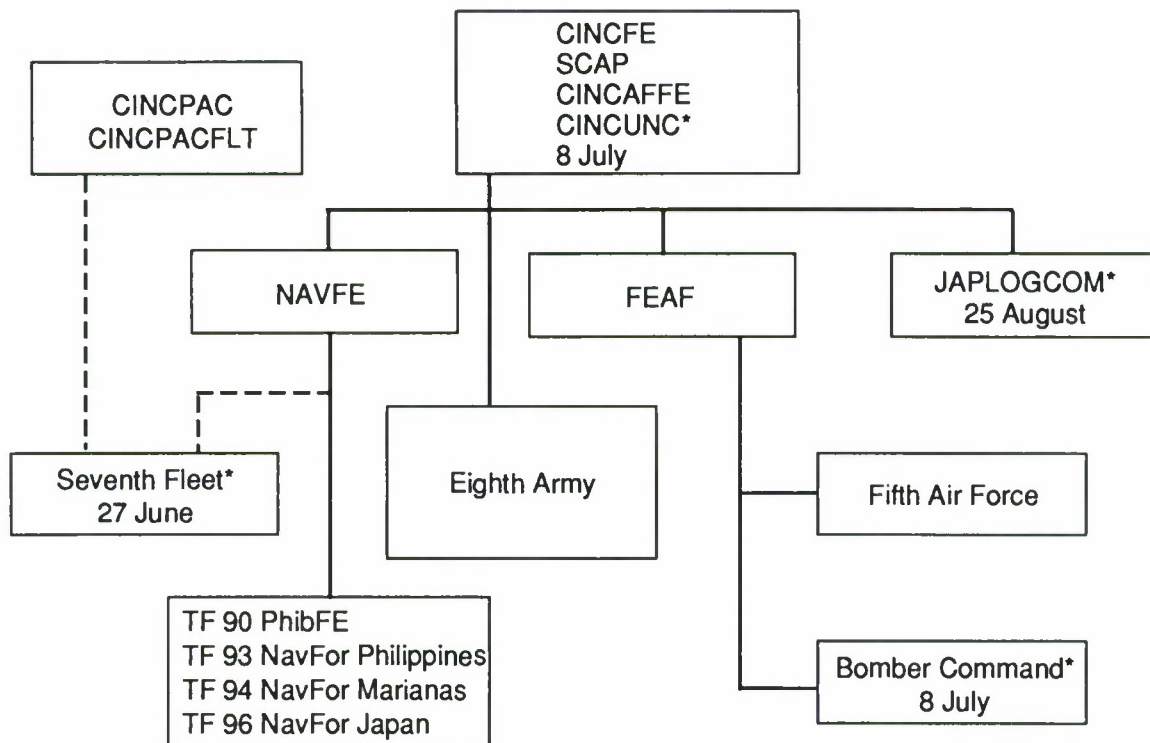 CINCFE
SCAP
CINCAFFE
CINCUNC*
8 July
CINCPAC
CINCPACFLT
NAVFE
FEAF
JAPLOGCOM*
25 August
Seventh Fleet*
27 June
Eighth Army
Fifth Air Force
TF 90 PhibFE
TF 93 NavFor Philippines
TF 94 NavFor Marianas
TF 96 NavFor Japan
Bomber Command*
8 July